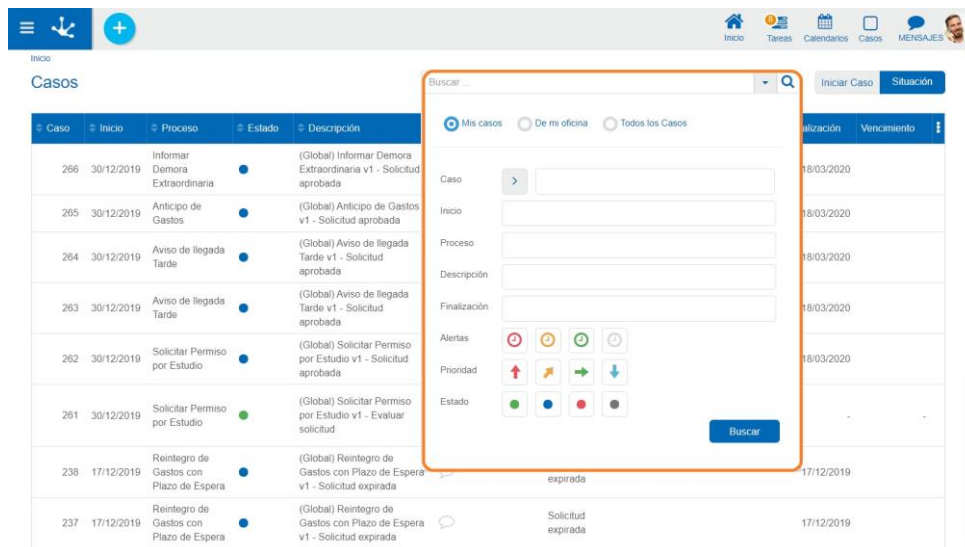 Inicio
Tareas
Calendarios
Casos
MENSAJES
Inicio
Casos
Buscar ...
Iniciar Caso
Situación
Caso
Inicio
Proceso
Estado
Descripción
alización
Vencimiento
Mis casos
De mi oficina
Todos los Casos
Caso
Inicio
Proceso
Descripción
Finalización
Alertas
Prioridad
Estado
Buscar
266 30/12/2019
Informar
Demora
Extraordinaria
(Global) Informar Demora
Extraordinaria v1 - Solicitud
aprobada
18/03/2020
265 30/12/2019
Anticipo de
Gastos
(Global) Anticipo de Gastos
v1 - Solicitud aprobada
18/03/2020
264 30/12/2019
Aviso de llegada
Tarde
(Global) Aviso de llegada
Tarde v1 - Solicitud
aprobada
18/03/2020
263 30/12/2019
Aviso de llegada
Tarde
(Global) Aviso de llegada
Tarde v1 - Solicitud
aprobada
18/03/2020
262 30/12/2019
Solicitar Permiso
por Estudio
(Global) Solicitar Permiso
por Estudio v1 - Solicitud
aprobada
18/03/2020
261 30/12/2019
Solicitar Permiso
por Estudio
(Global) Solicitar Permiso
por Estudio v1 - Evaluar
solicitud
-
-
238 17/12/2019
Reintegro de
Gastos con
Plazo de Espera
(Global) Reintegro de
Gastos con Plazo de Espera
v1 - Solicitud expirada
expirada
17/12/2019
237 17/12/2019
Reintegro de
Gastos con
Plazo de Espera
(Global) Reintegro de
Gastos con Plazo de Espera
v1 - Solicitud expirada
Solicitud
expirada
17/12/2019